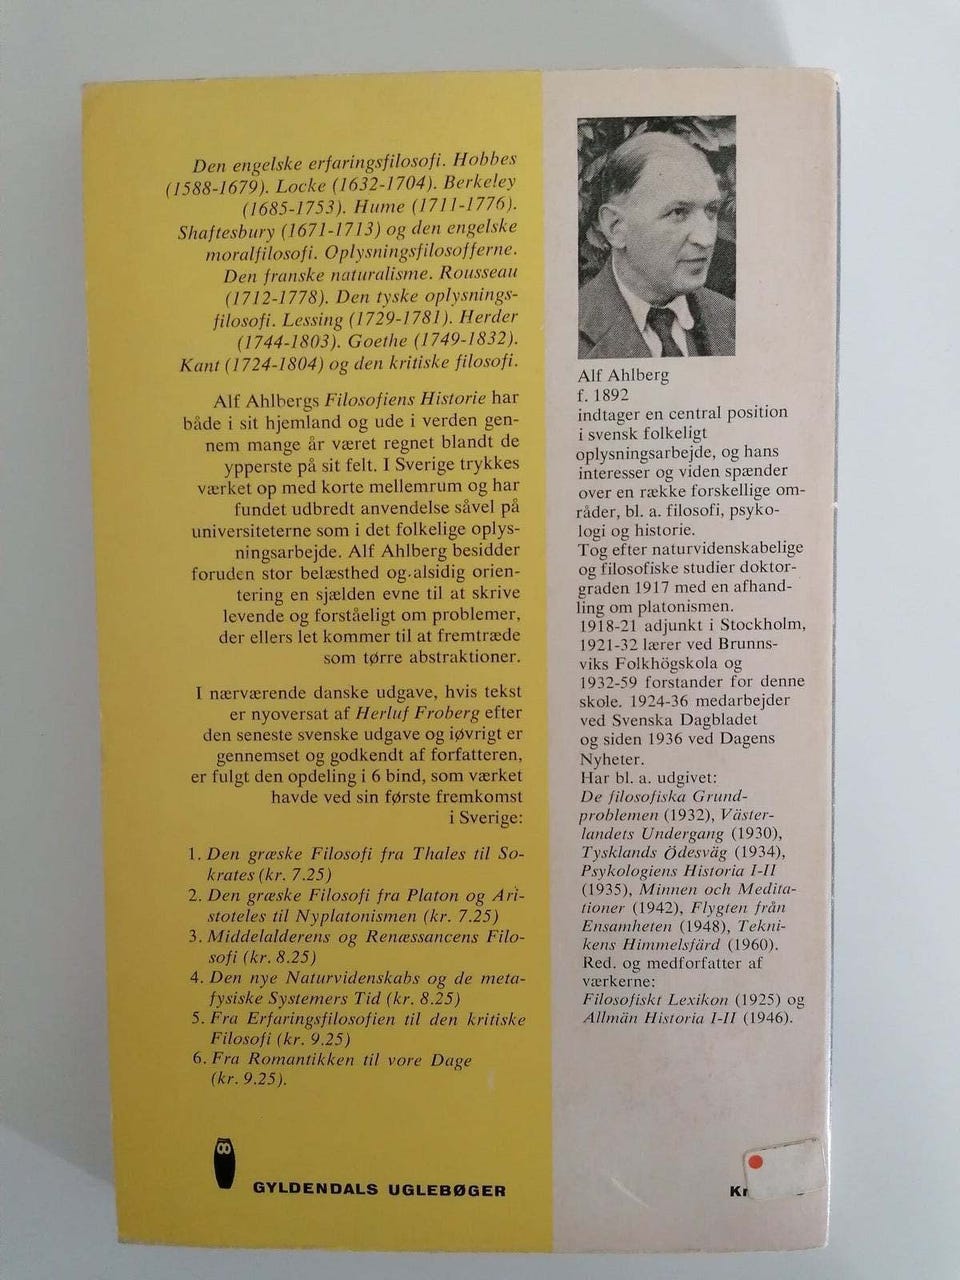 Den engelske erfaringsfilosofi. Hobbes
(1588-1679). Locke (1632-1704). Berkeley
(1685-1753). Hume (1711-1776).
Shaftesbury (1671-1713) og den engelske
moralfilosofi. Oplysningsfilosofferne.
Den franske naturalisme. Rousseau
(1712-1778). Den tyske oplysnings-
filosofi. Lessing (1729-1781). Herder
(1744-1803). Goethe (1749-1832).
Kant (1724-1804) og den kritiske filosofi.
Alf Ahlbergs Filosofiens Historie har
både i sit hjemland og ude i verden gen-
nem mange år været regnet blandt de
ypperste på sit felt. I Sverige trykkes
værket op med korte mellemrum og har
fundet udbredt anvendelse såvel på
universiteterne som i det folkelige oplys-
ningsarbejde. Alf Ahlberg besidder
foruden stor belæsthed og alsidig orien-
tering en sjælden evne til at skrive
levende og forståeligt om problemer,
der ellers let kommer til at fremtræde
som tørre abstraktioner.
I nærværende danske udgave, hvis tekst
er nyoversat af Herluf Froberg efter
den seneste svenske udgave og iøvrigt er
gennemset og godkendt af forfatteren,
er fulgt den opdeling i 6 bind, som værket
havde ved sin første fremkomst
i Sverige:
1. Den græske Filosofi fra Thales til So-
krates (kr. 7.25)
2. Den græske Filosofi fra Platon og Ari-
stoteles til Nyplatonismen (kr. 7.25)
3. Middelalderens og Renæssancens Filo-
sofi (kr. 8.25)
4. Den nye Naturvidenskabs og de meta-
fysiske Systemers Tid (kr. 8.25)
5. Fra Erfaringsfilosofien til den kritiske
Filosofi (kr. 9.25)
6. Fra Romantikken til vore Dage
(kr. 9.25).
GYLDENDALS UGLEBØGER
Alf Ahlberg
f. 1892
indtager en central position
i svensk folkeligt
oplysningsarbejde, og hans
interesser og viden spænder
over en række forskellige om-
råder, bl. a. filosofi, psyko-
logi og historie.
Tog efter naturvidenskabelige
og filosofiske studier doktor-
graden 1917 med en afhand-
ling om platonismen.
1918-21 adjunkt i Stockholm,
1921-32 lærer ved Brunns-
viks Folkhögskola og
1932-59 forstander for denne
skole. 1924-36 medarbejder
ved Svenska Dagbladet
og siden 1936 ved Dagens
Nyheter.
Har bl. a. udgivet:
De filosofiska Grund-
problemen (1932), Väster-
landets Undergang (1930),
Tysklands Ödesväg (1934),
Psykologiens Historia I-II
(1935), Minnen och Medita-
tioner (1942), Flygten från
Ensamheten (1948), Tekni-
kens Himmelsfärd (1960).
Red. og medforfatter af
værkerne:
Filosofiskt Lexikon (1925) og
Allmän Historia I-II (1946).